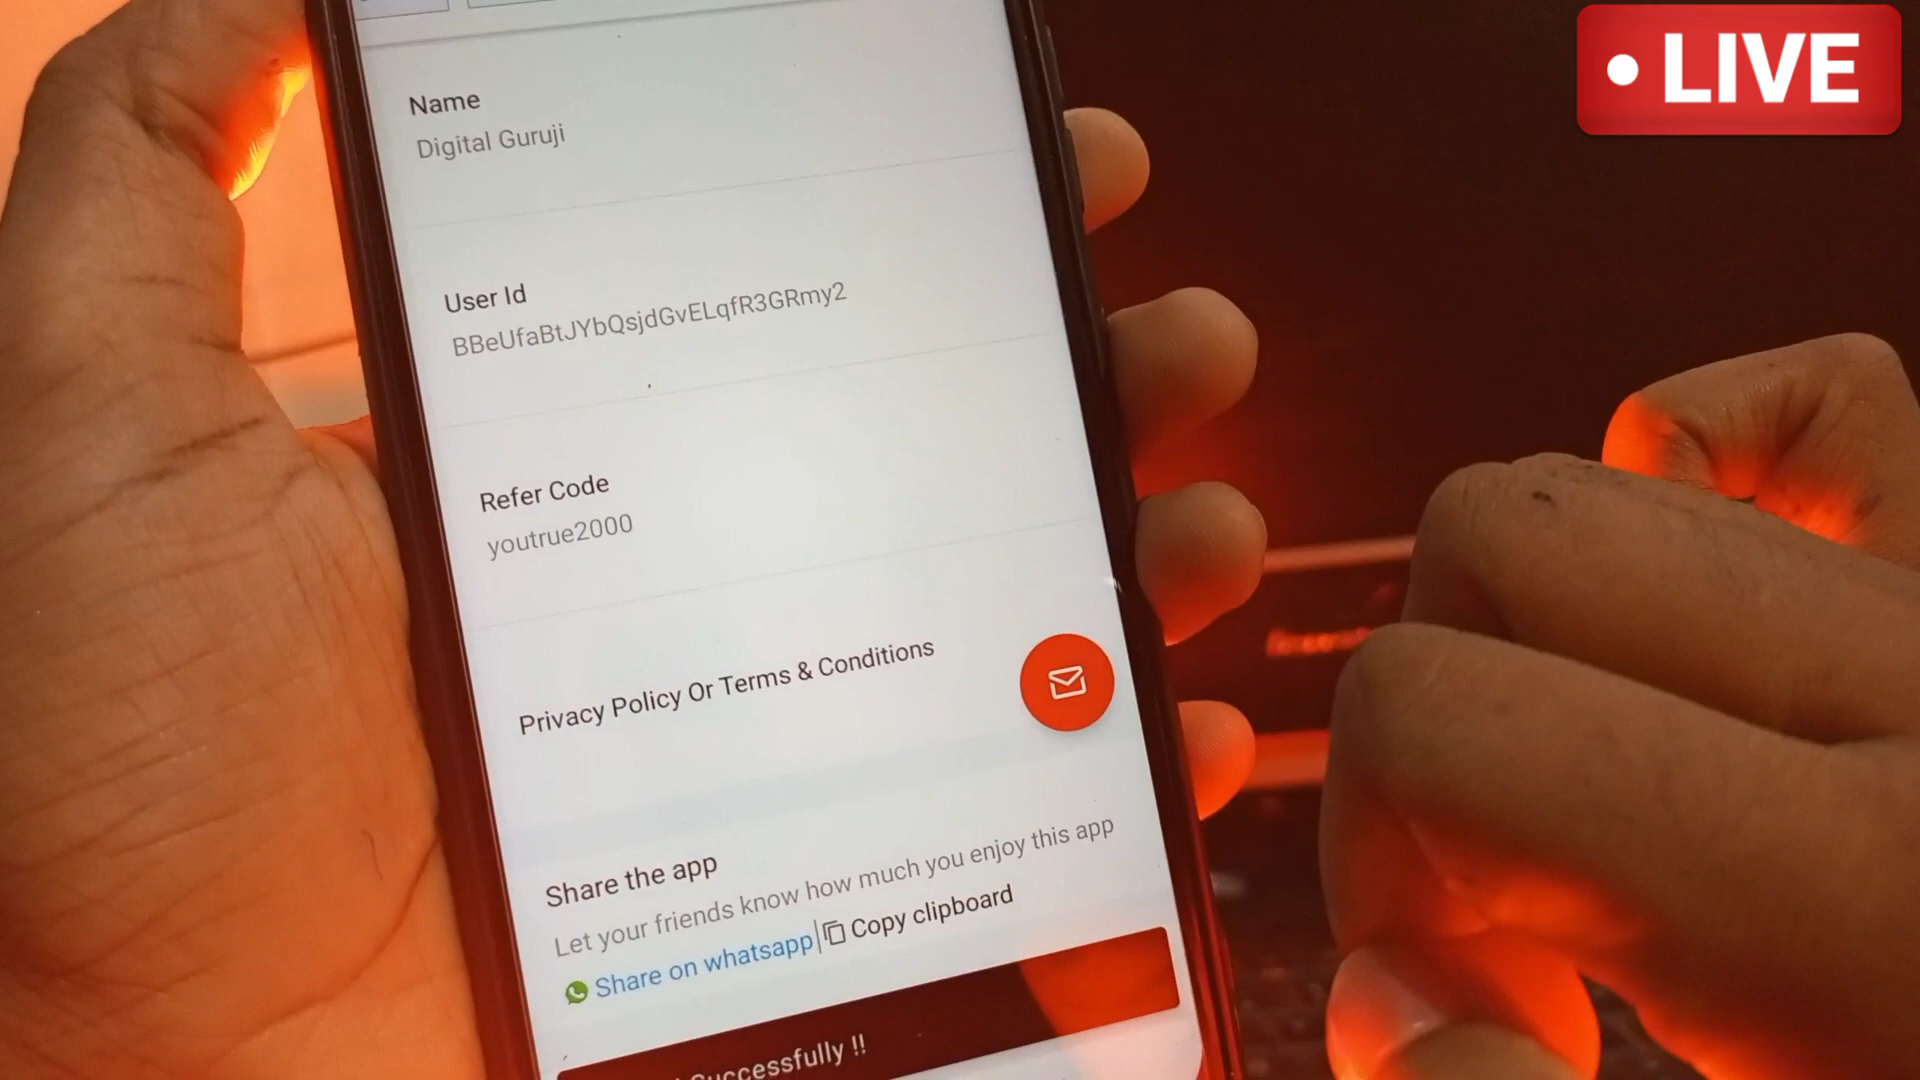 LIVE
Name
Digital Guruji
User Id
BBeUfaBtJYbQsjdGvELqfR3GRmy2
Refer Code
youtrue2000
Privacy Policy Or Terms & Conditions
Share the app
Let your friends know how much you enjoy this app
Share on whatsapp| Copy clipboard
Successfully !!